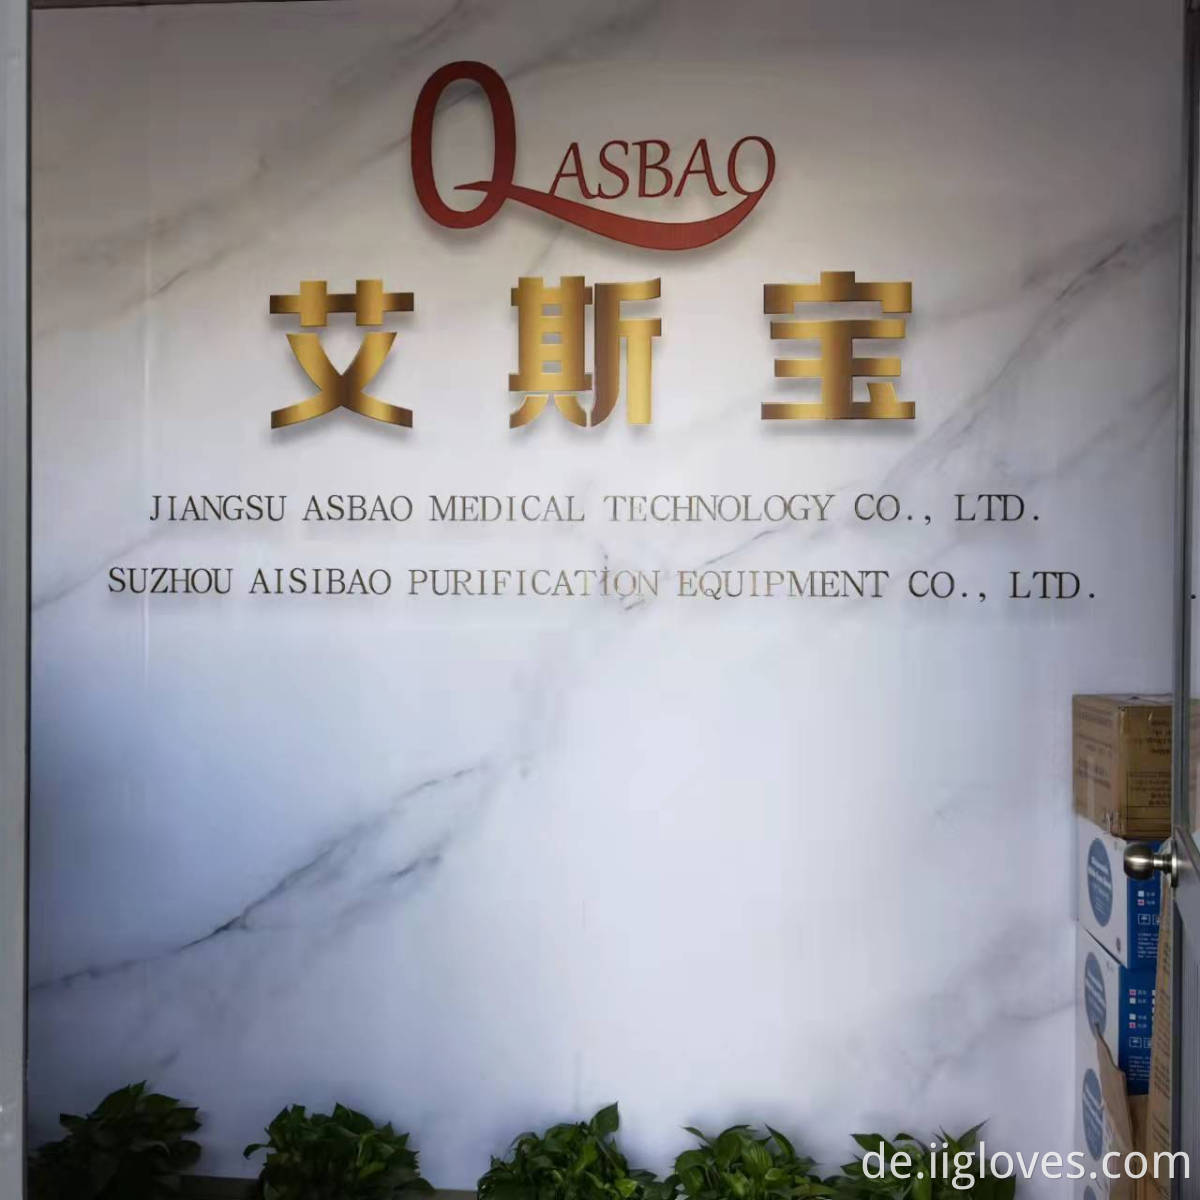 QASBAO
艾斯宝
JIANGSU ASBAO MEDICAL TECHNOLOGY CO., LTD.
SUZHOU AISIBAO PURIFICATION EQUIPMENT CO., LTD.
de.iigloves.com